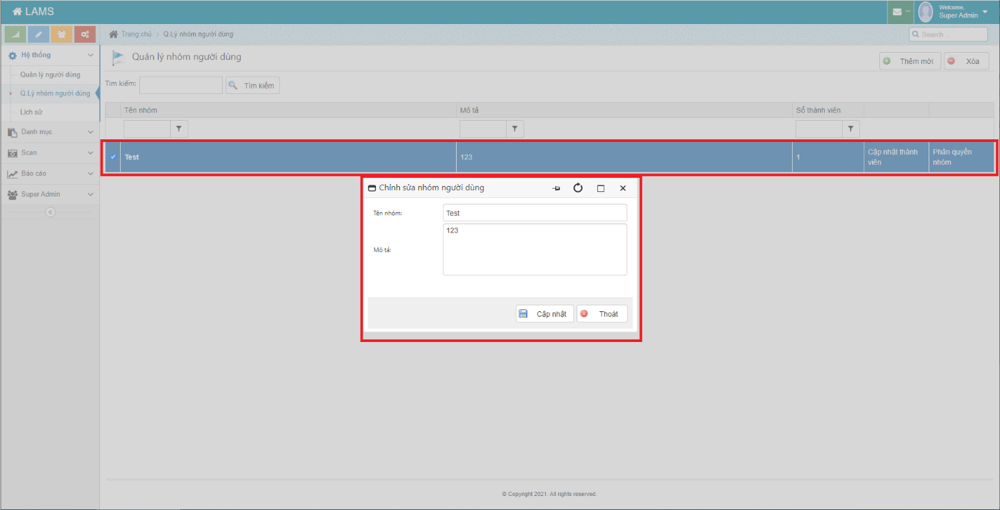 LAMS
Welcome,
Super Admin
Trang chủ
Q.Lý nhóm người dùng
Search ...
Hệ thống
Quản lý người dùng
Q.Lý nhóm người dùng
Lịch sử
Danh mục
Scan
Báo cáo
Super Admin
Quản lý nhóm người dùng
Thêm mới
Xóa
Tìm kiếm:
Tìm kiếm
Tên nhóm
Mô tả
Số thành viên
Test
123
1
Cập nhật thành
viên
Phân quyền
nhóm
Chỉnh sửa nhóm người dùng
Tên nhóm:
Test
Mô tả:
123
Cập nhật
Thoát
© Copyright 2021. All rights reserved.